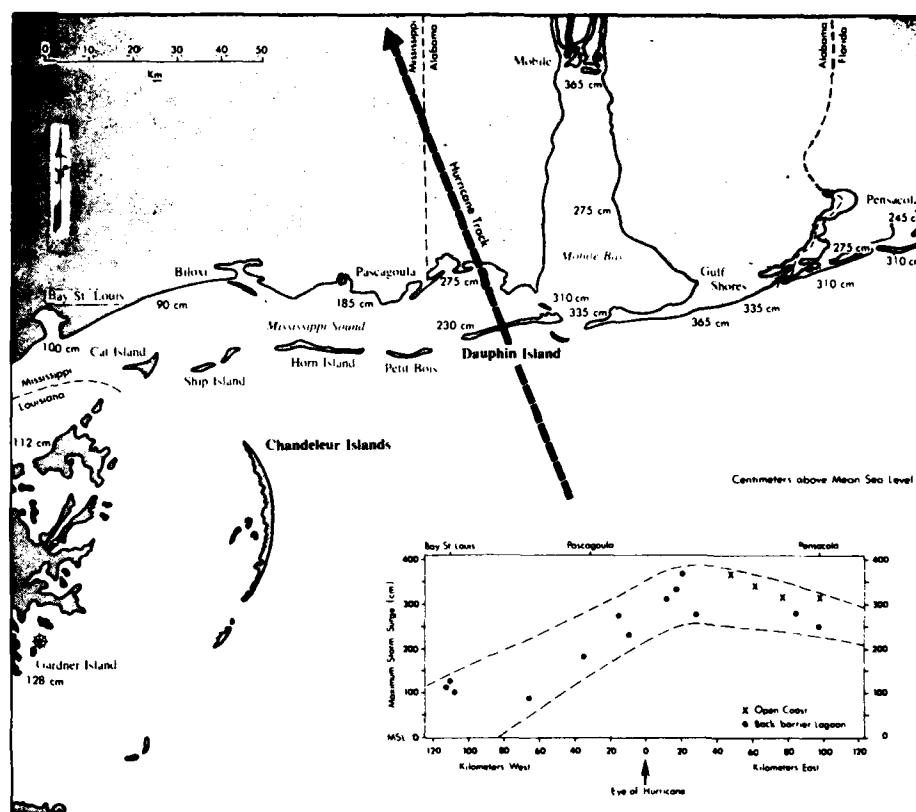 0 10 20 30 40 50
Km
Mississippi
Alabama
Alabama
Florida
Mobile
365 cm
Hurricane Track
275 cm
Mobile Bay
Pensacola
245 cm
310 cm
275 cm
310 cm
335 cm
365 cm
Gulf
Shores
Biloxi
Pascagoula
275 cm
185 cm
Bay St. Louis
90 cm
100 cm
310 cm
335 cm
230 cm
Mississippi Sound
Dauphin Island
Cat Island
Ship Island
Horn Island
Petit Bois
Mississippi
Louisiana
112 cm
Chandeleur Islands
Gardner Island
128 cm
Centimeters above Mean Sea Level
Bay St Louis Pascagoula Pensacola
Maximum Storm Surge (cm)
400 400
300 300
200 200
100 100
MSL 0 0
X Open Coast
● Back barrier Lagoon
120 100 80 60 40 20 0 20 40 60 80 100 120
Kilometers West Kilometers East
Eye of Hurricane